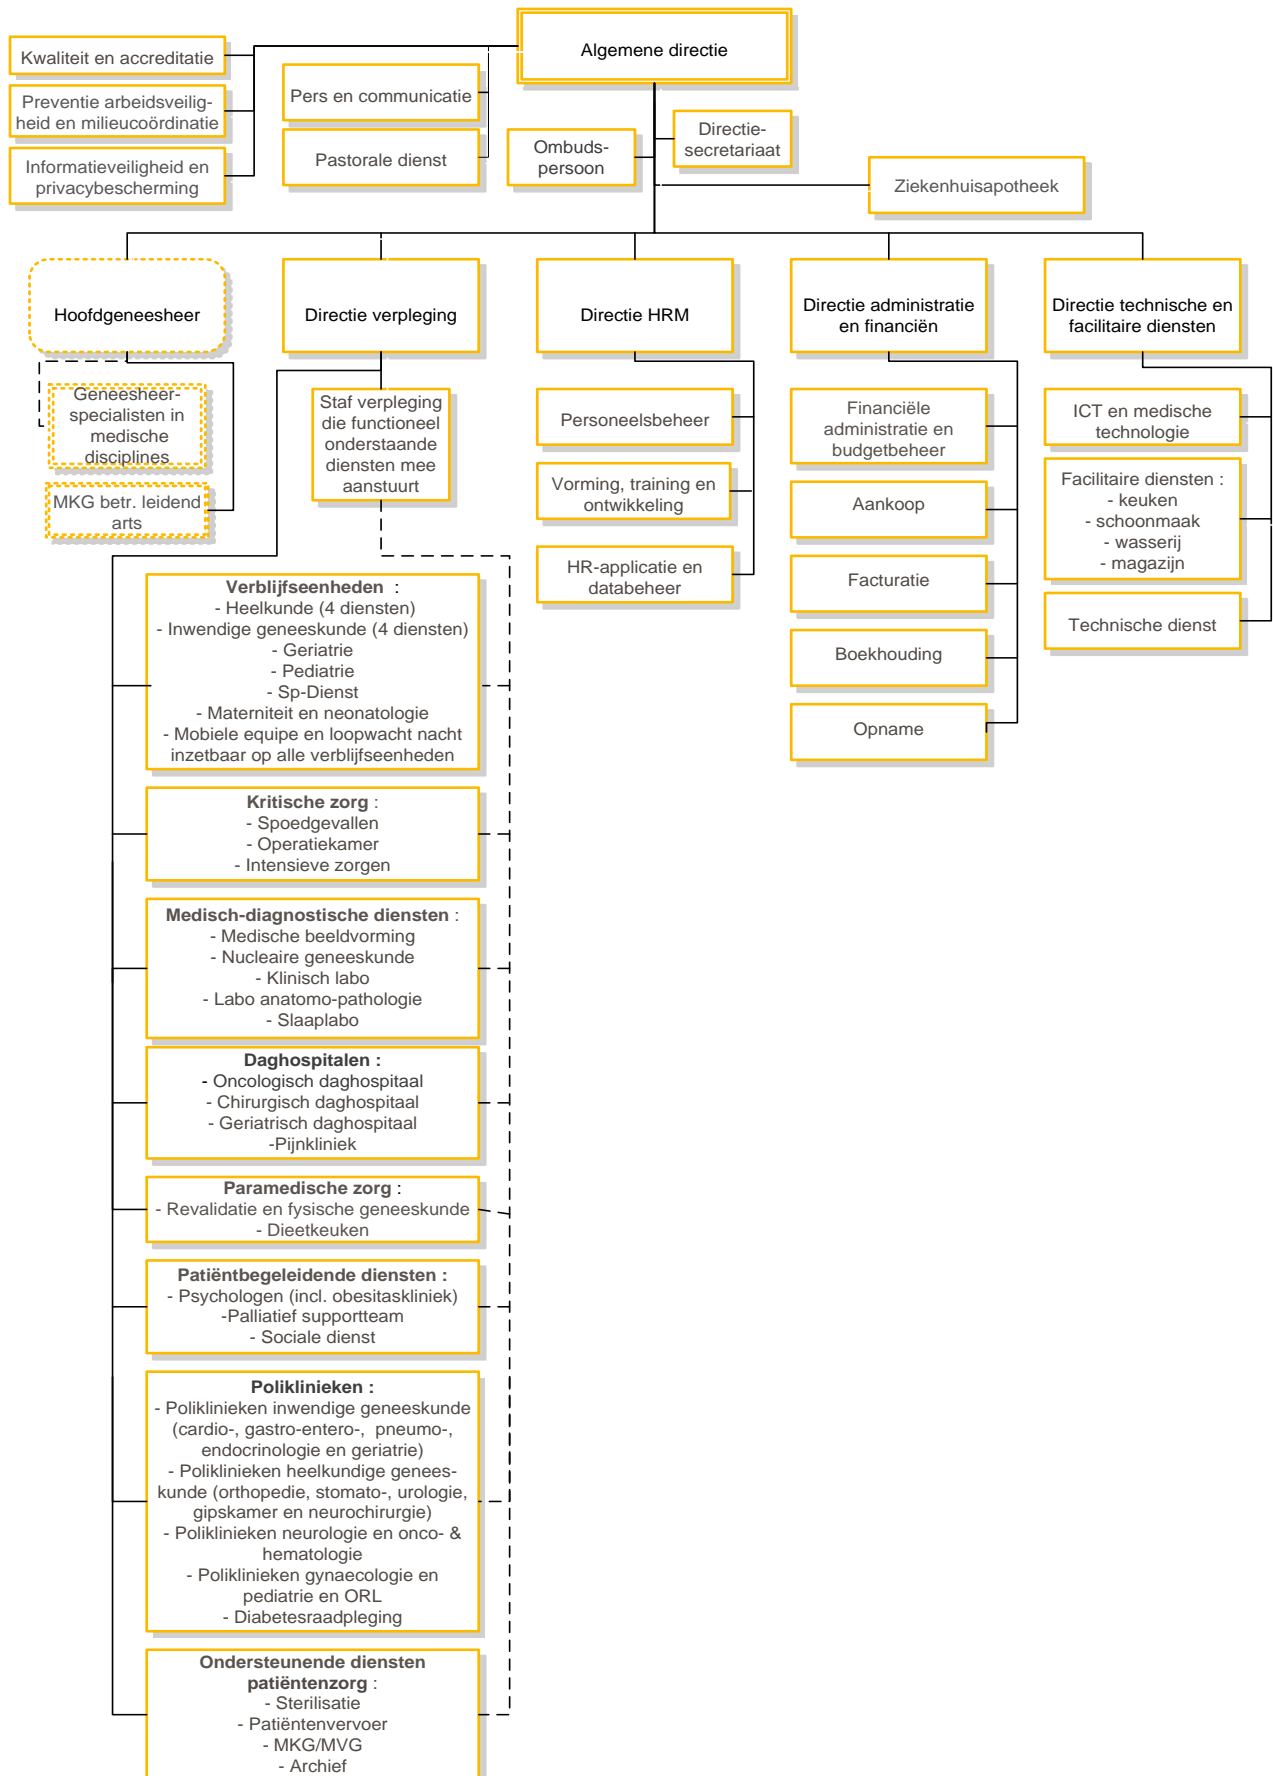 Algemene directie
Kwaliteit en accreditatie
Preventie arbeidsveilig-
heid en milieucoördinatie
Informatieveiligheid en
privacybescherming
Pers en communicatie
Pastorale dienst
Ombuds-
persoon
Directie-
secretariaat
Ziekenhuisapotheek
Hoofdgeneesheer
Directie verpleging
Directie HRM
Directie administratie
en financiën
Directie technische en
facilitaire diensten
Geneesheer-
specialisten in
medische
disciplines
MKG betr. leidend
arts
Staf verpleging
die functioneel
onderstaande
diensten mee
aanstuurt
Personeelsbeheer
Vorming, training en
ontwikkeling
HR-applicatie en
databeheer
Financiële
administratie en
budgetbeheer
Aankoop
Facturatie
Boekhouding
Opname
ICT en medische
technologie
Facilitaire diensten :
- keuken
- schoonmaak
- wasserij
- magazijn
Technische dienst
Verblijfseenheden :
- Heelkunde (4 diensten)
- Inwendige geneeskunde (4 diensten)
- Geriatrie
- Pediatrie
- Sp-Dienst
- Materniteit en neonatologie
- Mobiele equipe en loopwacht nacht
inzetbaar op alle verblijfseenheden
Kritische zorg :
- Spoedgevallen
- Operatiekamer
- Intensieve zorgen
Medisch-diagnostische diensten :
- Medische beeldvorming
- Nucleaire geneeskunde
- Klinisch labo
- Labo anatomo-pathologie
- Slaaplabo
Daghospitalen :
- Oncologisch daghospitaal
- Chirurgisch daghospitaal
- Geriatrisch daghospitaal
-Pijnkliniek
Paramedische zorg :
- Revalidatie en fysische geneeskunde
- Dieetkeuken
Patiëntbegeleidende diensten :
- Psychologen (incl. obesitaskliniek)
-Palliatief supportteam
- Sociale dienst
Poliklinieken :
- Poliklinieken inwendige geneeskunde
(cardio-, gastro-entero-, pneumo-,
endocrinologie en geriatrie)
- Poliklinieken heelkundige genees-
kunde (orthopedie, stomato-, urologie,
gipskamer en neurochirurgie)
- Poliklinieken neurologie en onco- &
hematologie
- Poliklinieken gynaecologie en
pediatrie en ORL
- Diabetesraadpleging
Ondersteunende diensten
patiëntenzorg :
- Sterilisatie
- Patiëntenvervoer
- MKG/MVG
- Archief